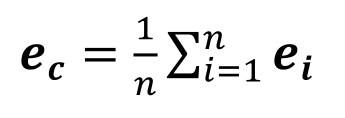 e_c = \frac{1}{n} \sum_{i=1}^{n} e_i